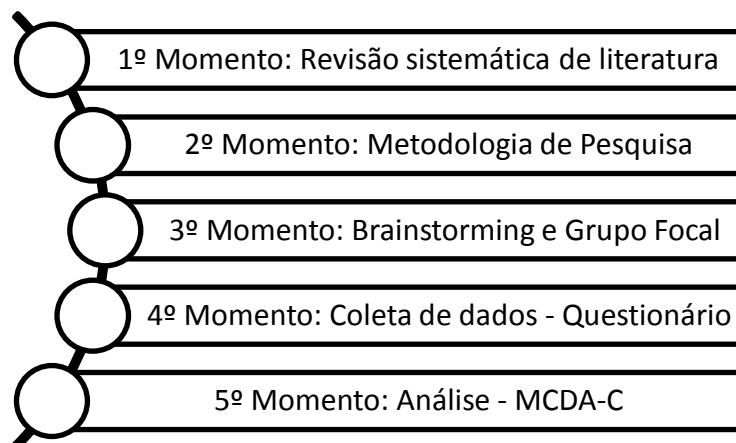 1º Momento: Revisão sistemática de literatura
2º Momento: Metodologia de Pesquisa
3º Momento: Brainstorming e Grupo Focal
4º Momento: Coleta de dados - Questionário
5º Momento: Análise - MCDA-C